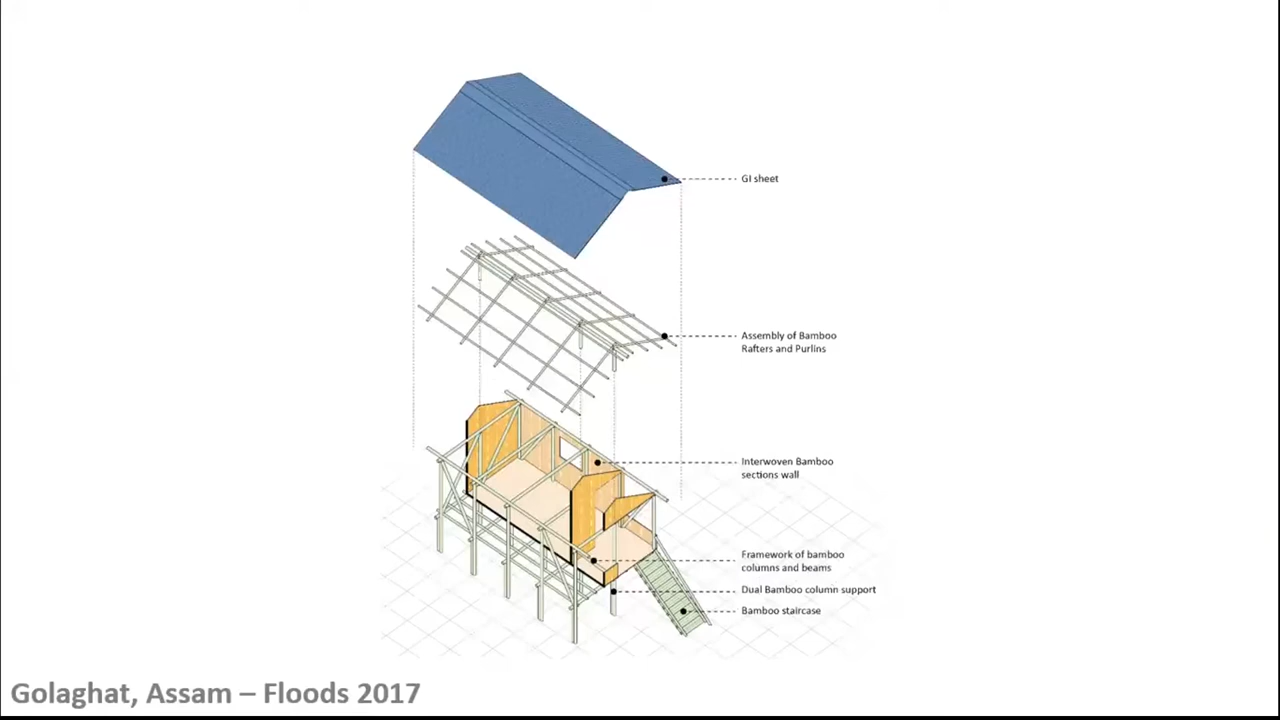 GI sheet
Assembly of Bamboo
Rafters and Purlins
Interwoven Bamboo
sections wall
Framework of bamboo
columns and beams
Dual Bamboo column support
Bamboo staircase
Golaghat, Assam – Floods 2017